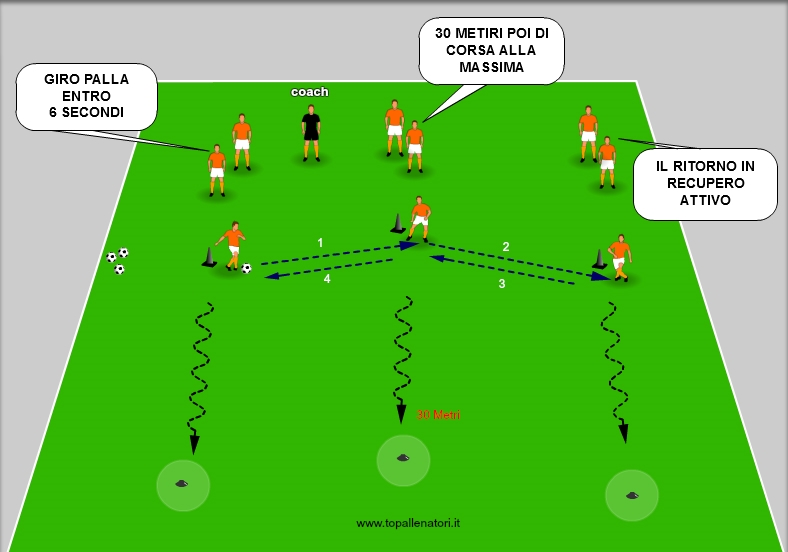 30 METIRI POI DI
CORSA ALLA
MASSIMA
GIRO PALLA
ENTRO
6 SECONDI
coach
IL RITORNO IN
RECUPERO
ATTIVO
1
2
4
3
30 Metri
www.topallenatori.it